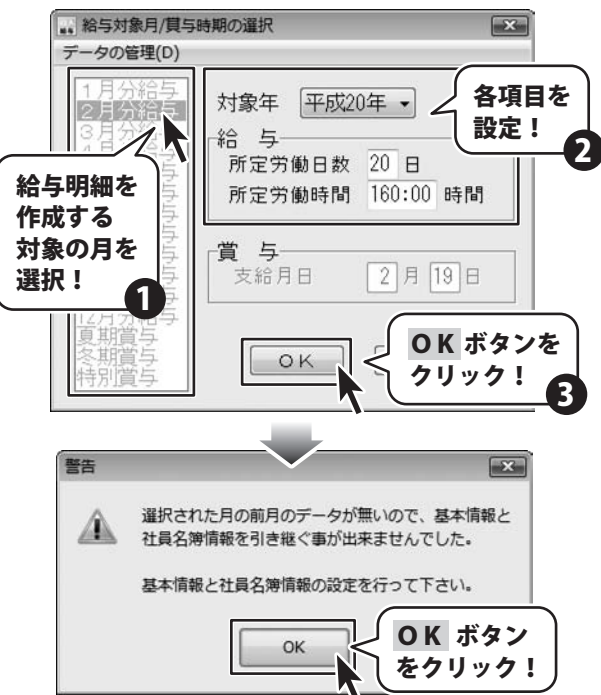 給与対象月/賞与時期の選択
データの管理(D)
1月分給与
2月分給与
3月分給与
12月分給与
夏期賞与
冬期賞与
特別賞与
給与明細を
作成する
対象の月を
選択！
1
対象年 平成20年
給 与
所定労働日数 20 日
所定労働時間 160:00 時間
各項目を
設定！
2
賞 与
支給月日 2 月 19 日
OK
OK ボタンを
クリック！
3
警告
選択された月の前月のデータが無いので、基本情報と
社員名簿情報を引き継ぐ事が出来ませんでした。
基本情報と社員名簿情報の設定を行って下さい。
OK
OK ボタン
をクリック！